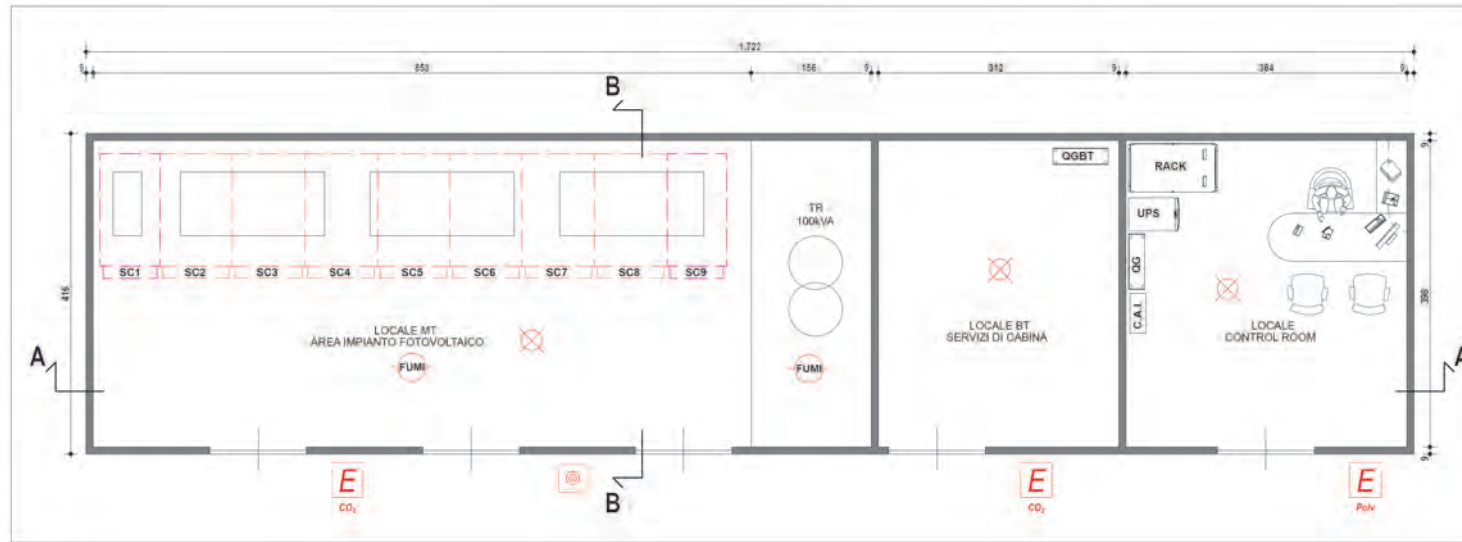 1.722
9 853 156 9 312 9 384 9
B
9
QGBT
RACK
TR
100kVA
UPS
SC1 SC2 SC3 SC4 SC5 SC6 SC7 SC8 SC9
QG
416
398
C.A.I.
LOCALE MT
ÀREA IMPIANTO FOTOVOLTAICO
LOCALE BT
SERVIZI DI CABINA
LOCALE
CONTROL ROOM
A
FUMI
FUMI
A
9
E
CO₂
B
E
CO₂
E
Polv